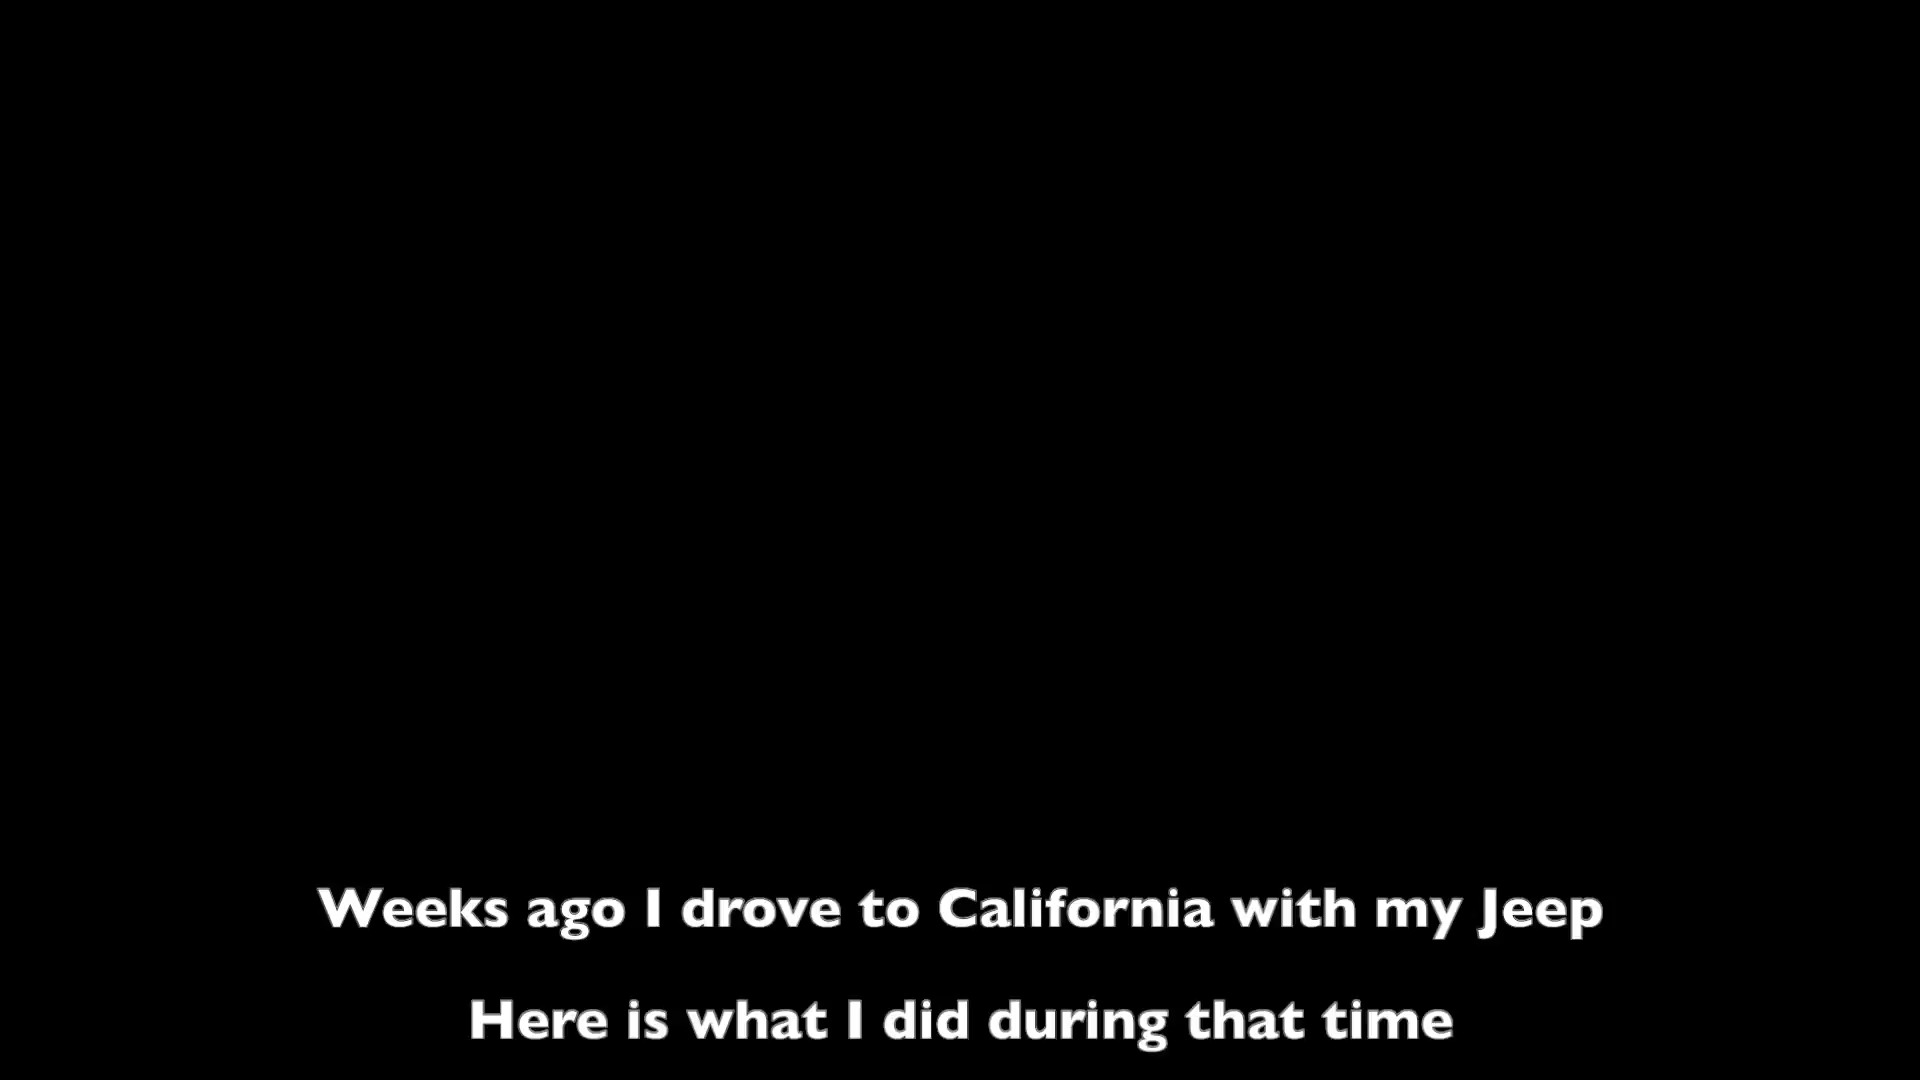 Weeks ago I drove to California with my Jeep
Here is what I did during that time